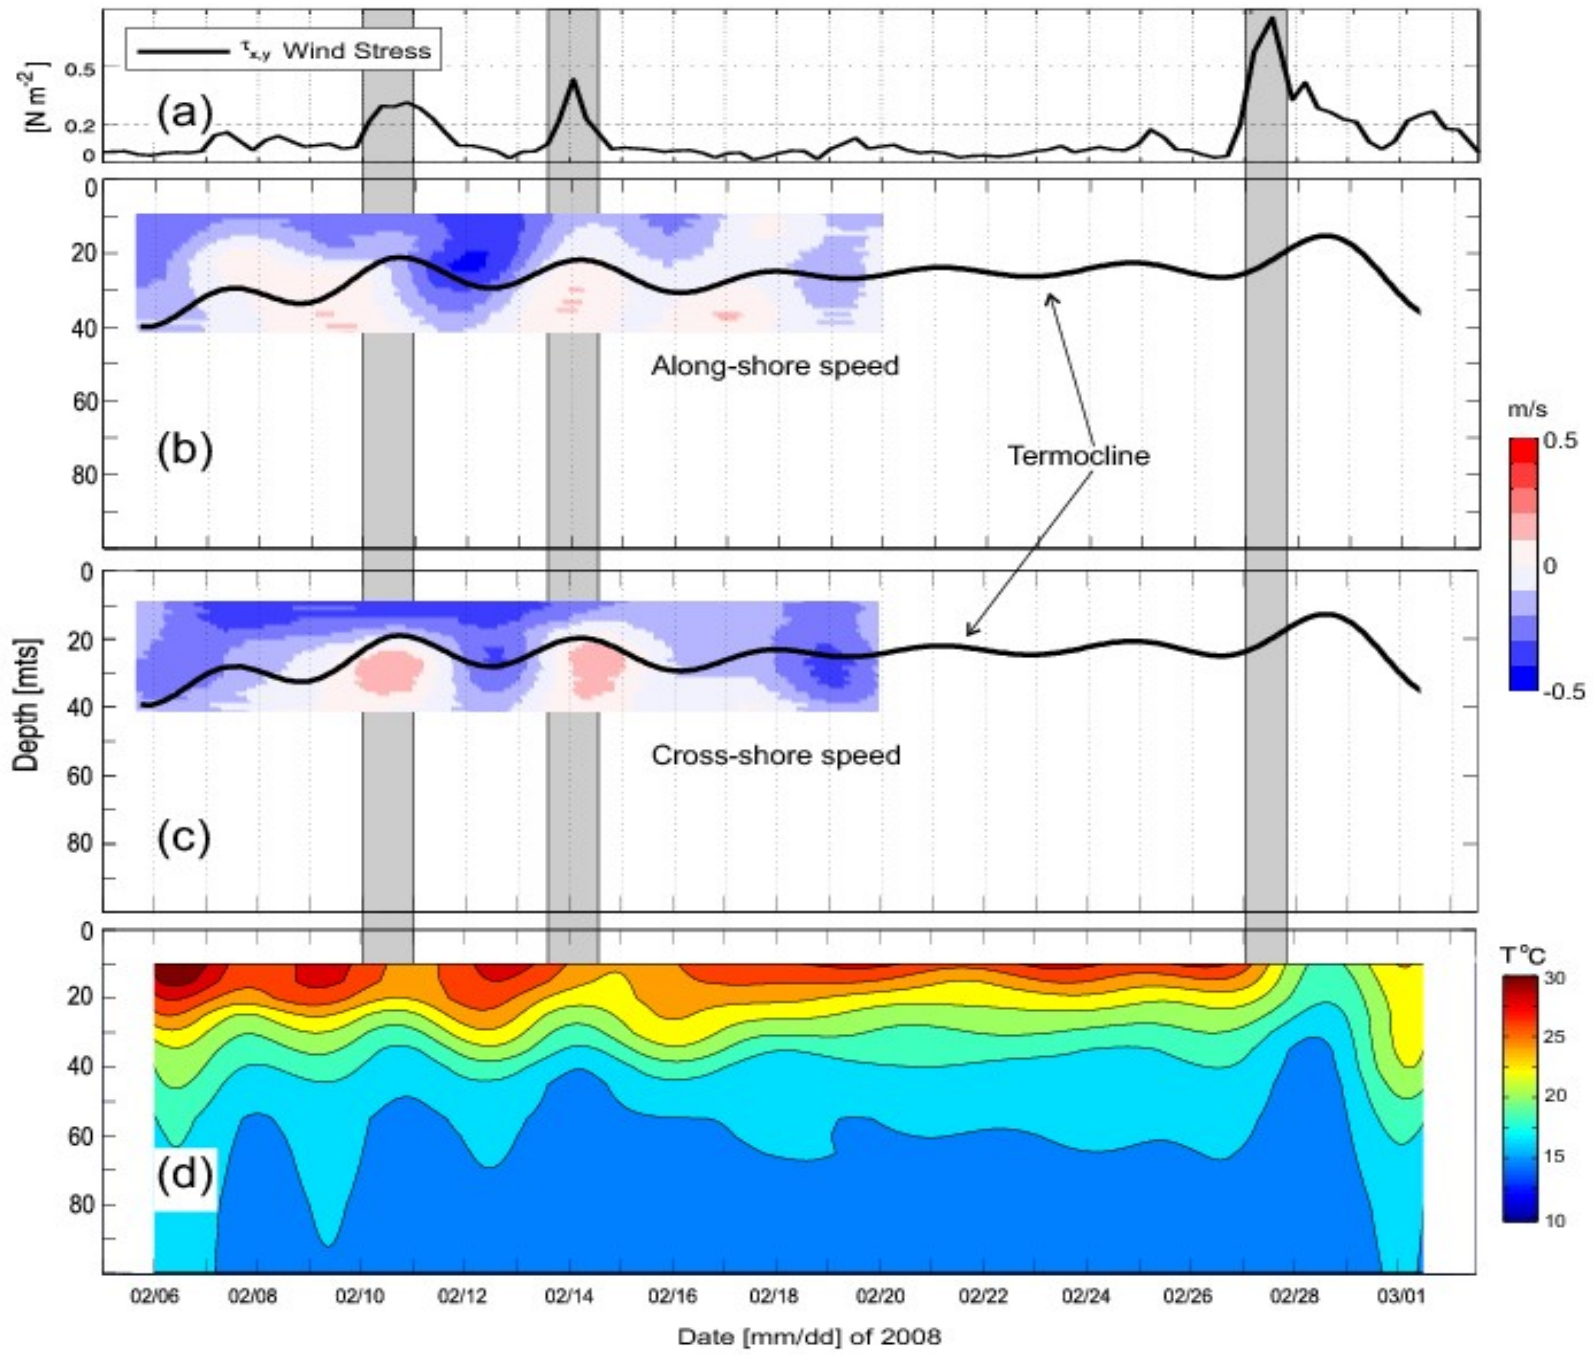 τx,y Wind Stress
[N m-2]
0.5
0.2
0
(a)
0
20
40
60
80
Along-shore speed
(b)
Termocline
m/s
0.5
0
-0.5
0
20
40
60
80
Depth [mts]
Cross-shore speed
(c)
0
20
40
60
80
(d)
T°C
30
25
20
15
10
02/06 02/08 02/10 02/12 02/14 02/16 02/18 02/20 02/22 02/24 02/26 02/28 03/01
Date [mm/dd] of 2008